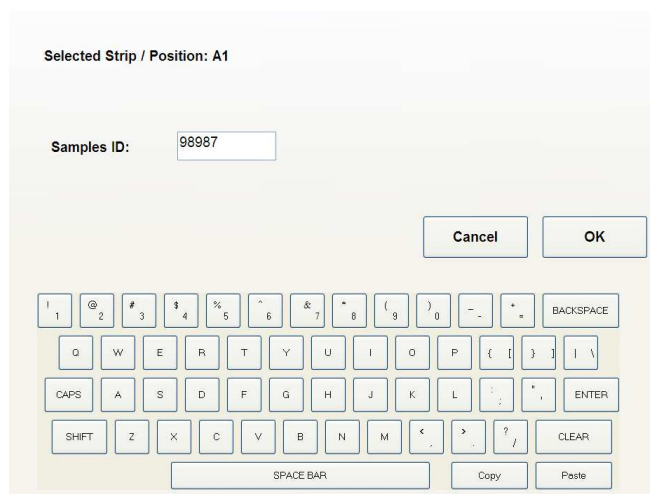 Selected Strip / Position: A1
Samples ID: 98987
Cancel OK
! 1 @ 2 # 3 $ 4 % 5 ^ 6 & 7 * 8 ( 9 ) 0 _ - + = BACKSPACE
Q W E R T Y U I O P { [ } ] | \
CAPS A S D F G H J K L : ; " ' ENTER
SHIFT Z X C V B N M < , > . ? / CLEAR
SPACE BAR Copy Paste